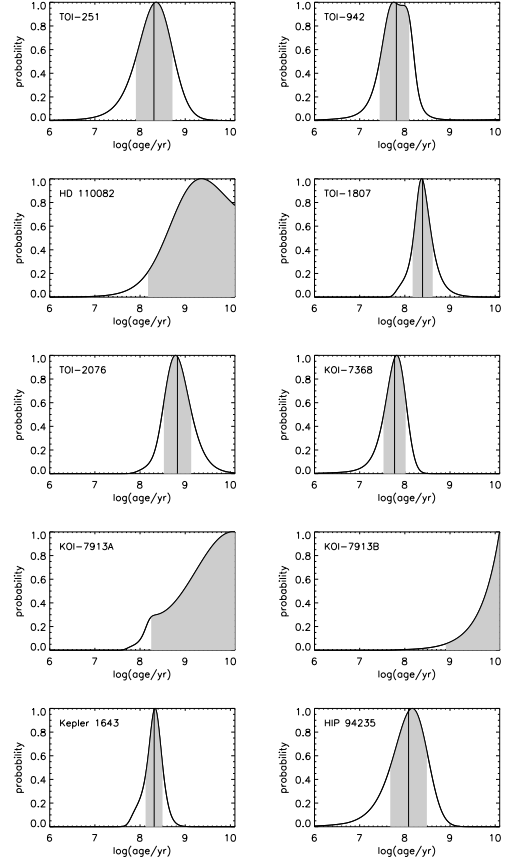 TOI-251
probability
1.0
0.8
0.6
0.4
0.2
0.0
6 7 8 9 10
log(age/yr)
TOI-942
probability
1.0
0.8
0.6
0.4
0.2
0.0
6 7 8 9 10
log(age/yr)
HD 110082
probability
1.0
0.8
0.6
0.4
0.2
0.0
6 7 8 9 10
log(age/yr)
TOI-1807
probability
1.0
0.8
0.6
0.4
0.2
0.0
6 7 8 9 10
log(age/yr)
TOI-2076
probability
1.0
0.8
0.6
0.4
0.2
0.0
6 7 8 9 10
log(age/yr)
KOI-7368
probability
1.0
0.8
0.6
0.4
0.2
0.0
6 7 8 9 10
log(age/yr)
KOI-7913A
probability
1.0
0.8
0.6
0.4
0.2
0.0
6 7 8 9 10
log(age/yr)
KOI-7913B
probability
1.0
0.8
0.6
0.4
0.2
0.0
6 7 8 9 10
log(age/yr)
Kepler 1643
probability
1.0
0.8
0.6
0.4
0.2
0.0
6 7 8 9 10
log(age/yr)
HIP 94235
probability
1.0
0.8
0.6
0.4
0.2
0.0
6 7 8 9 10
log(age/yr)